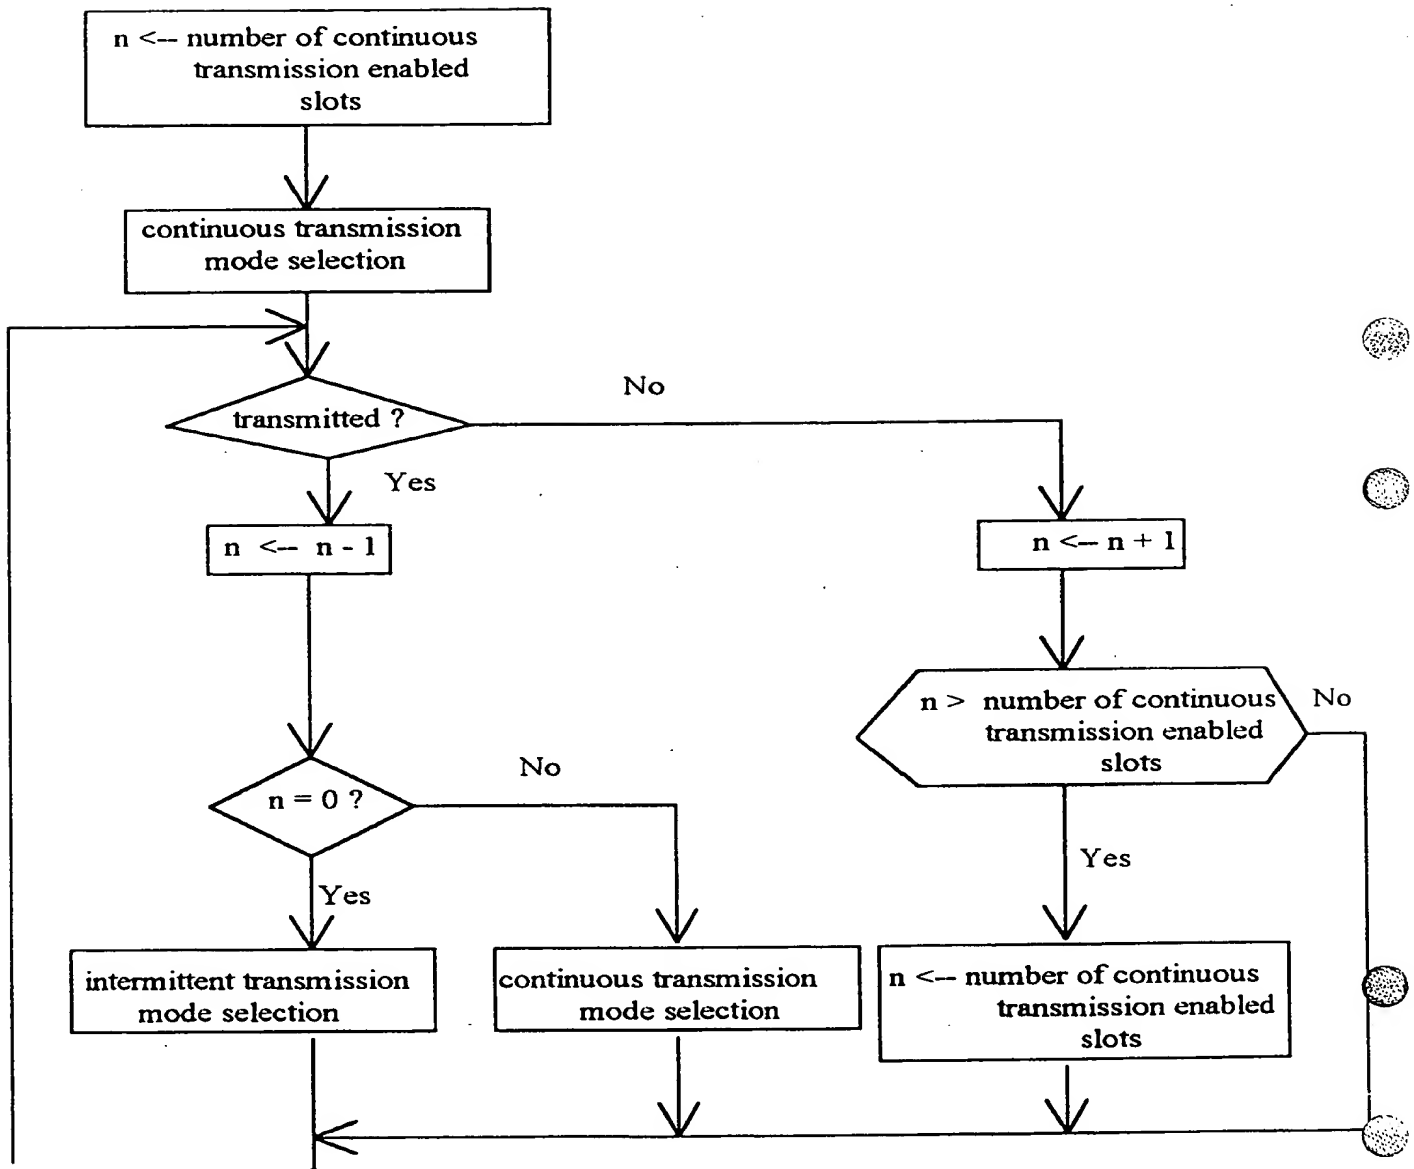 n <-- number of continuous
transmission enabled
slots
continuous transmission
mode selection
No
transmitted ?
Yes
n <-- n - 1
n <-- n + 1
n > number of continuous
transmission enabled
slots
No
No
n = 0 ?
Yes
Yes
intermittent transmission
mode selection
continuous transmission
mode selection
n <-- number of continuous
transmission enabled
slots